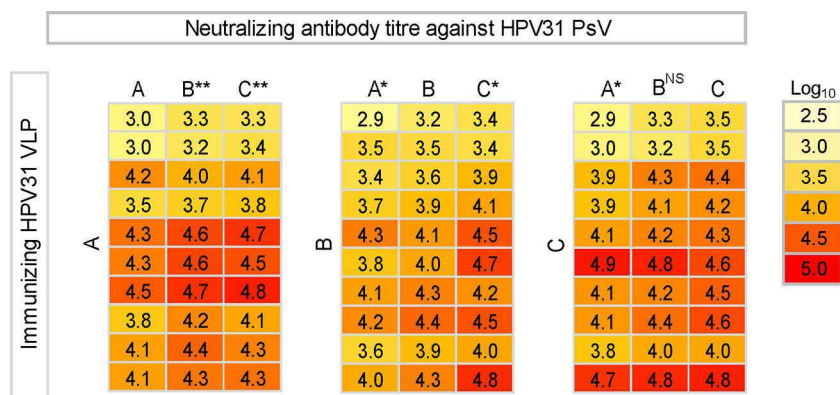 Neutralizing antibody titre against HPV31 PsV
Immunizing HPV31 VLP
A B** C** A* B C* A* B^NS C Log10
3.0 3.3 3.3 2.9 3.2 3.4 2.9 3.3 3.5 2.5
3.0 3.2 3.4 3.5 3.5 3.4 3.0 3.2 3.5 3.0
4.2 4.0 4.1 3.4 3.6 3.9 3.9 4.3 4.4 3.5
3.5 3.7 3.8 3.7 3.9 4.1 3.9 4.1 4.2 4.0
4.3 4.6 4.7 4.3 4.1 4.5 4.1 4.2 4.3 4.5
A B C
4.3 4.6 4.5 3.8 4.0 4.7 4.9 4.8 4.6 5.0
4.5 4.7 4.8 4.1 4.3 4.2 4.1 4.2 4.5
3.8 4.2 4.1 4.2 4.4 4.5 4.1 4.4 4.6
4.1 4.4 4.3 3.6 3.9 4.0 3.8 4.0 4.0
4.1 4.3 4.3 4.0 4.3 4.8 4.7 4.8 4.8